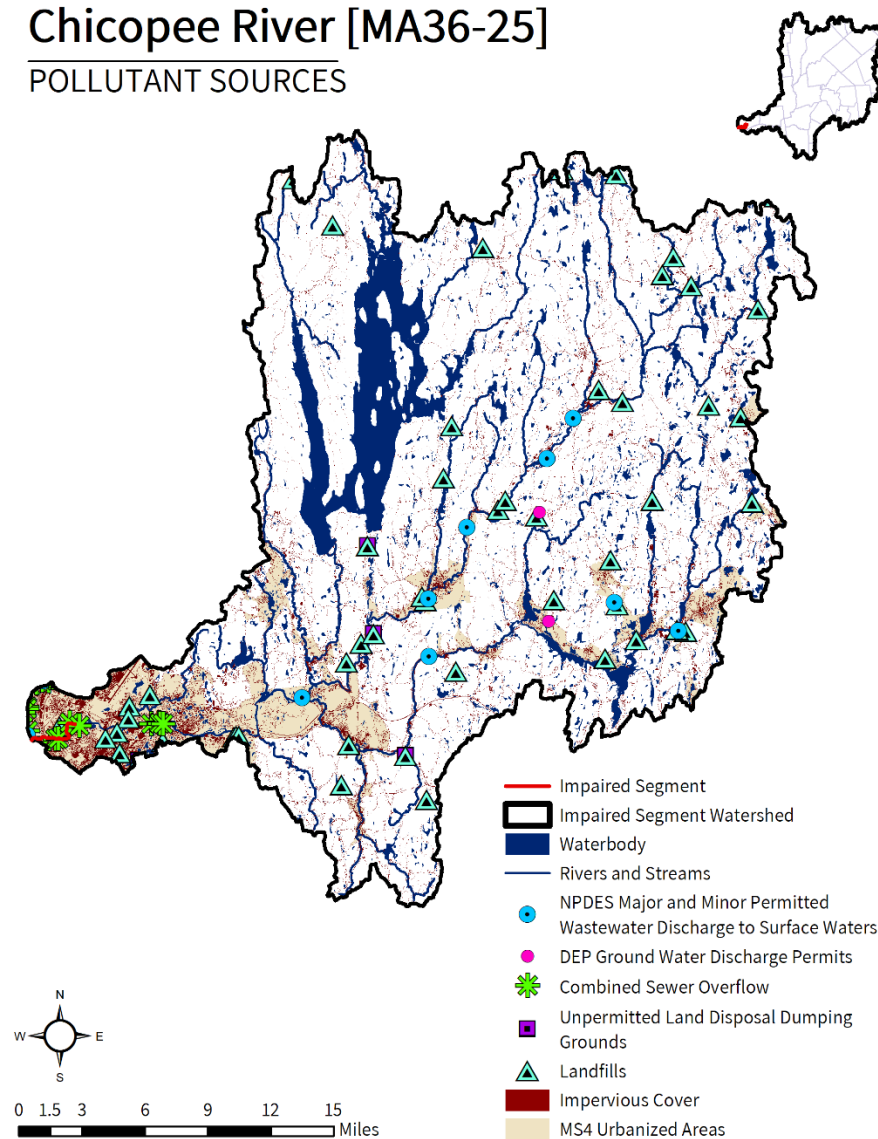 Chicopee River [MA36-25]
POLLUTANT SOURCES
Impaired Segment
Impaired Segment Watershed
Waterbody
Rivers and Streams
NPDES Major and Minor Permitted
Wastewater Discharge to Surface Waters
DEP Ground Water Discharge Permits
Combined Sewer Overflow
Unpermitted Land Disposal Dumping
Grounds
Landfills
Impervious Cover
MS4 Urbanized Areas
N
W E
S
0 1.5 3 6 9 12 15
Miles